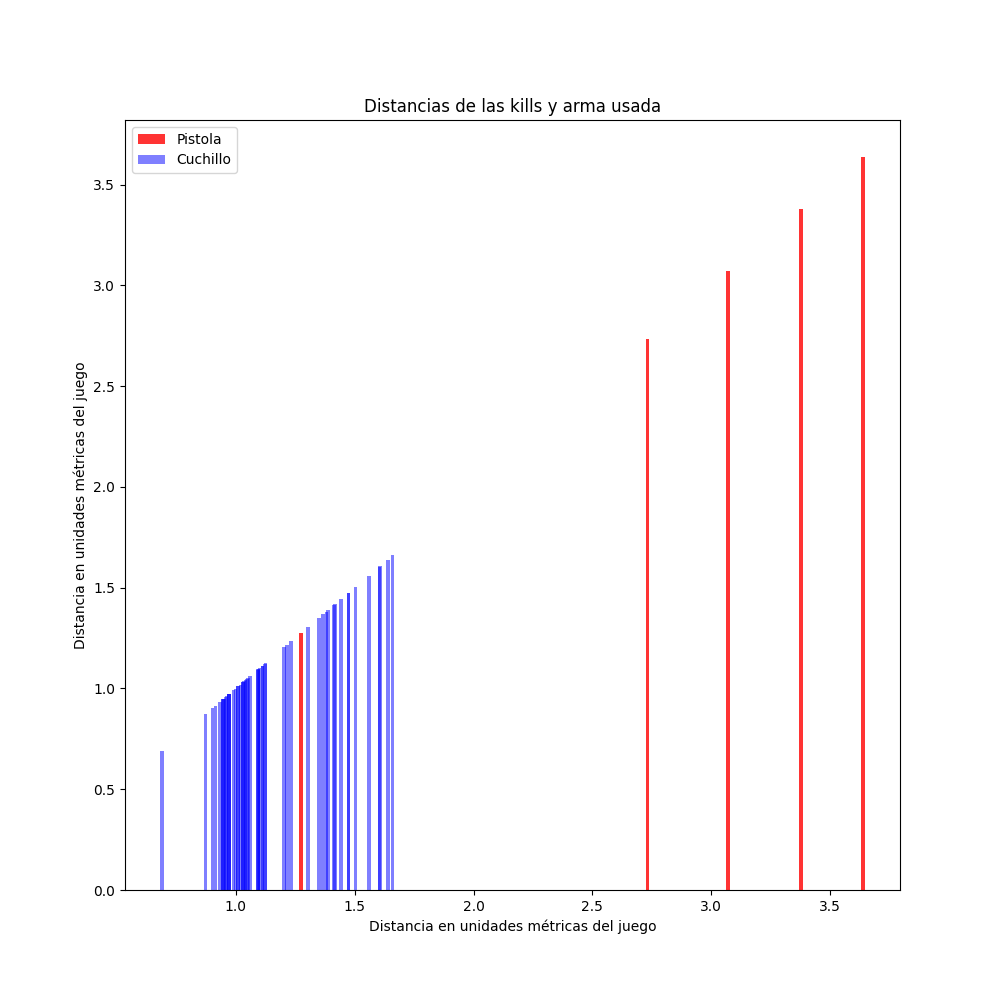 Distancias de las kills y arma usada
Pistola
Cuchillo
3.5
3.0
2.5
2.0
1.5
1.0
0.5
0.0
Distancia en unidades métricas del juego
1.0 1.5 2.0 2.5 3.0 3.5
Distancia en unidades métricas del juego